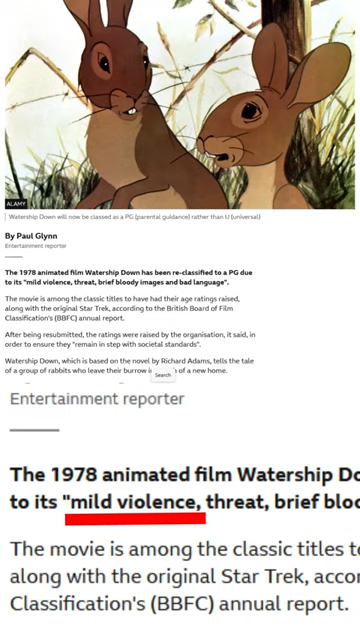 ALAMY
Watership Down will now be classed as a PG (parental guidance) rather than U (universal)
By Paul Glynn
Entertainment reporter
The 1978 animated film Watership Down has been re-classified to a PG due
to its "mild violence, threat, brief bloody images and bad language".
The movie is among the classic titles to have had their age ratings raised,
along with the original Star Trek, according to the British Board of Film
Classification's (BBFC) annual report.
After being resubmitted, the ratings were raised by the organisation, it said, in
order to ensure they "remain in step with societal standards".
Watership Down, which is based on the novel by Richard Adams, tells the tale
of a group of rabbits who leave their burrow of a new home.
Search
Entertainment reporter
The 1978 animated film Watership Do
to its "mild violence, threat, brief bloo
The movie is among the classic titles t
along with the original Star Trek, accor
Classification's (BBFC) annual report.